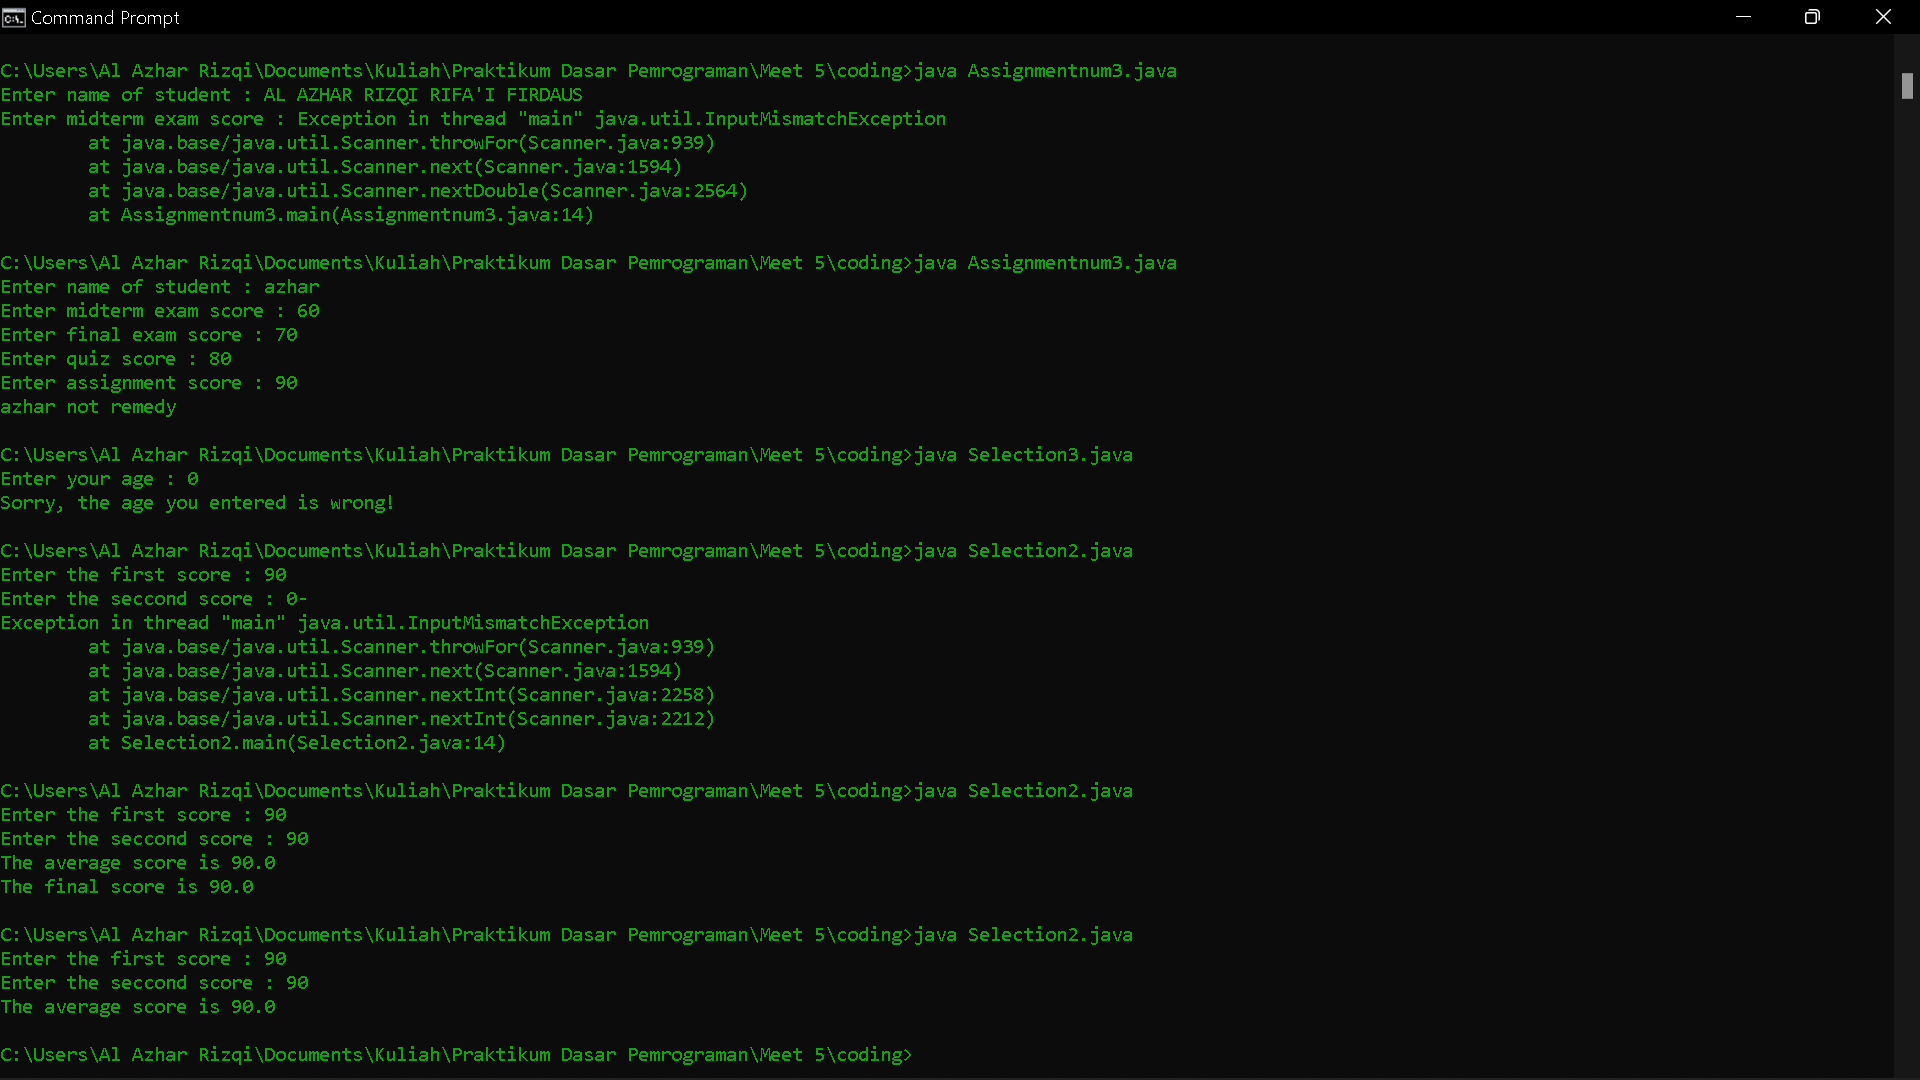 Command Prompt
C:\Users\Al Azhar Rizqi\Documents\Kuliah\Praktikum Dasar Pemrograman\Meet 5\coding>java Assignmentnum3.java
Enter name of student : AL AZHAR RIZQI RIFA'I FIRDAUS
Enter midterm exam score : Exception in thread "main" java.util.InputMismatchException
        at java.base/java.util.Scanner.throwFor(Scanner.java:939)
        at java.base/java.util.Scanner.next(Scanner.java:1594)
        at java.base/java.util.Scanner.nextDouble(Scanner.java:2564)
        at Assignmentnum3.main(Assignmentnum3.java:14)
C:\Users\Al Azhar Rizqi\Documents\Kuliah\Praktikum Dasar Pemrograman\Meet 5\coding>java Assignmentnum3.java
Enter name of student : azhar
Enter midterm exam score : 60
Enter final exam score : 70
Enter quiz score : 80
Enter assignment score : 90
azhar not remedy
C:\Users\Al Azhar Rizqi\Documents\Kuliah\Praktikum Dasar Pemrograman\Meet 5\coding>java Selection3.java
Enter your age : 0
Sorry, the age you entered is wrong!
C:\Users\Al Azhar Rizqi\Documents\Kuliah\Praktikum Dasar Pemrograman\Meet 5\coding>java Selection2.java
Enter the first score : 90
Enter the seccond score : 0-
Exception in thread "main" java.util.InputMismatchException
        at java.base/java.util.Scanner.throwFor(Scanner.java:939)
        at java.base/java.util.Scanner.next(Scanner.java:1594)
        at java.base/java.util.Scanner.nextInt(Scanner.java:2258)
        at java.base/java.util.Scanner.nextInt(Scanner.java:2212)
        at Selection2.main(Selection2.java:14)
C:\Users\Al Azhar Rizqi\Documents\Kuliah\Praktikum Dasar Pemrograman\Meet 5\coding>java Selection2.java
Enter the first score : 90
Enter the seccond score : 90
The average score is 90.0
The final score is 90.0
C:\Users\Al Azhar Rizqi\Documents\Kuliah\Praktikum Dasar Pemrograman\Meet 5\coding>java Selection2.java
Enter the first score : 90
Enter the seccond score : 90
The average score is 90.0
C:\Users\Al Azhar Rizqi\Documents\Kuliah\Praktikum Dasar Pemrograman\Meet 5\coding>